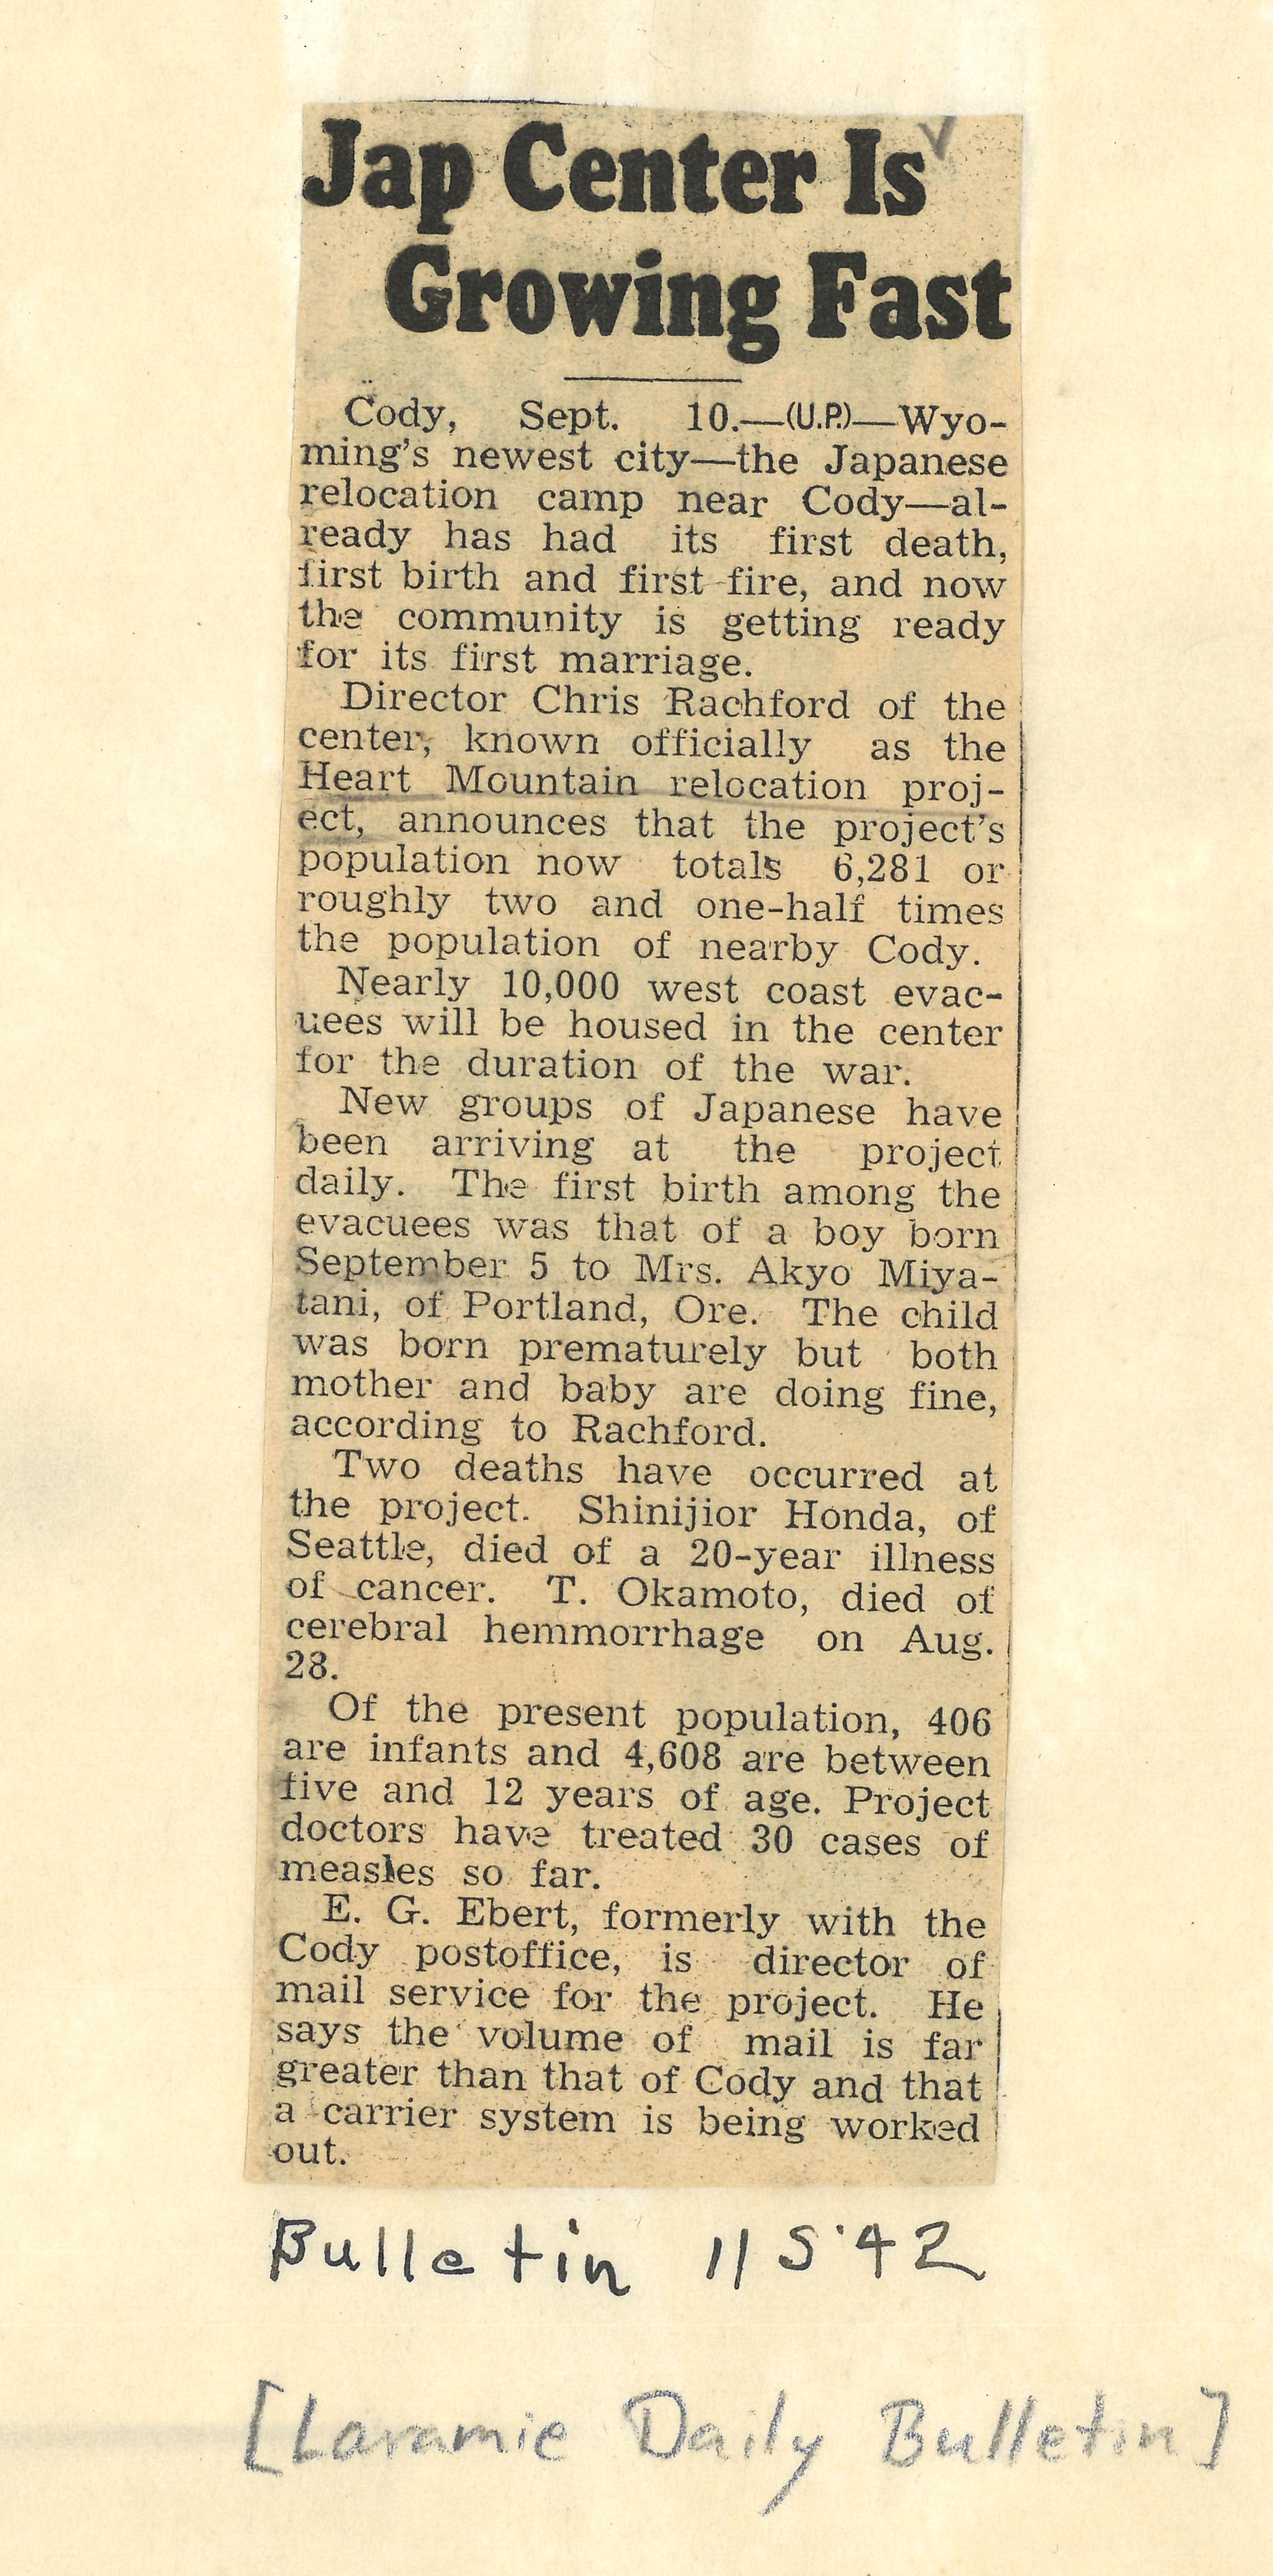 Jap Center Is
Growing Fast
Cody, Sept. 10.—(U.P.)—Wyo-
ming's newest city—the Japanese
relocation camp near Cody—al-
ready has had its first death,
first birth and first fire, and now
the community is getting ready
for its first marriage.
Director Chris Rachford of the
center, known officially as the
Heart Mountain relocation proj-
ect, announces that the project's
population now totals 6,281 or
roughly two and one-half times
the population of nearby Cody.
Nearly 10,000 west coast evac-
uees will be housed in the center
for the duration of the war.
New groups of Japanese have
been arriving at the project
daily. The first birth among the
evacuees was that of a boy born
September 5 to Mrs. Akyo Miya-
tani, of Portland, Ore. The child
was born prematurely but both
mother and baby are doing fine,
according to Rachford.
Two deaths have occurred at
the project. Shinijior Honda, of
Seattle, died of a 20-year illness
of cancer. T. Okamoto, died of
cerebral hemmorrhage on Aug.
28.
Of the present population, 406
are infants and 4,608 are between
five and 12 years of age. Project
doctors have treated 30 cases of
measles so far.
E. G. Ebert, formerly with the
Cody postoffice, is director of
mail service for the project. He
says the volume of mail is far
greater than that of Cody and that
a carrier system is being worked
out.
Bulletin 11 S '42
[Laramie Daily Bulletin]